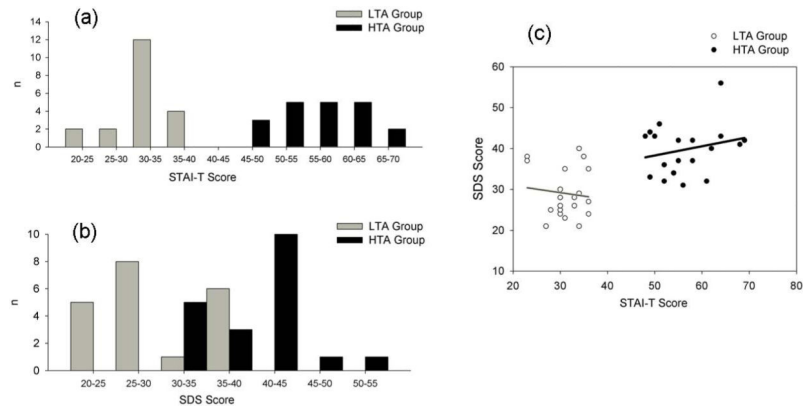 (a)
LTA Group
HTA Group
14
12
10
8
6
4
2
0
n
20-25 25-30 30-35 35-40 40-45 45-50 50-55 55-60 60-65 65-70
STAI-T Score
(b)
LTA Group
HTA Group
10
8
6
4
2
0
n
20-25 25-30 30-35 35-40 40-45 45-50 50-55
SDS Score
(c)
LTA Group
HTA Group
60
50
40
30
20
10
SDS Score
20 30 40 50 60 70 80
STAI-T Score